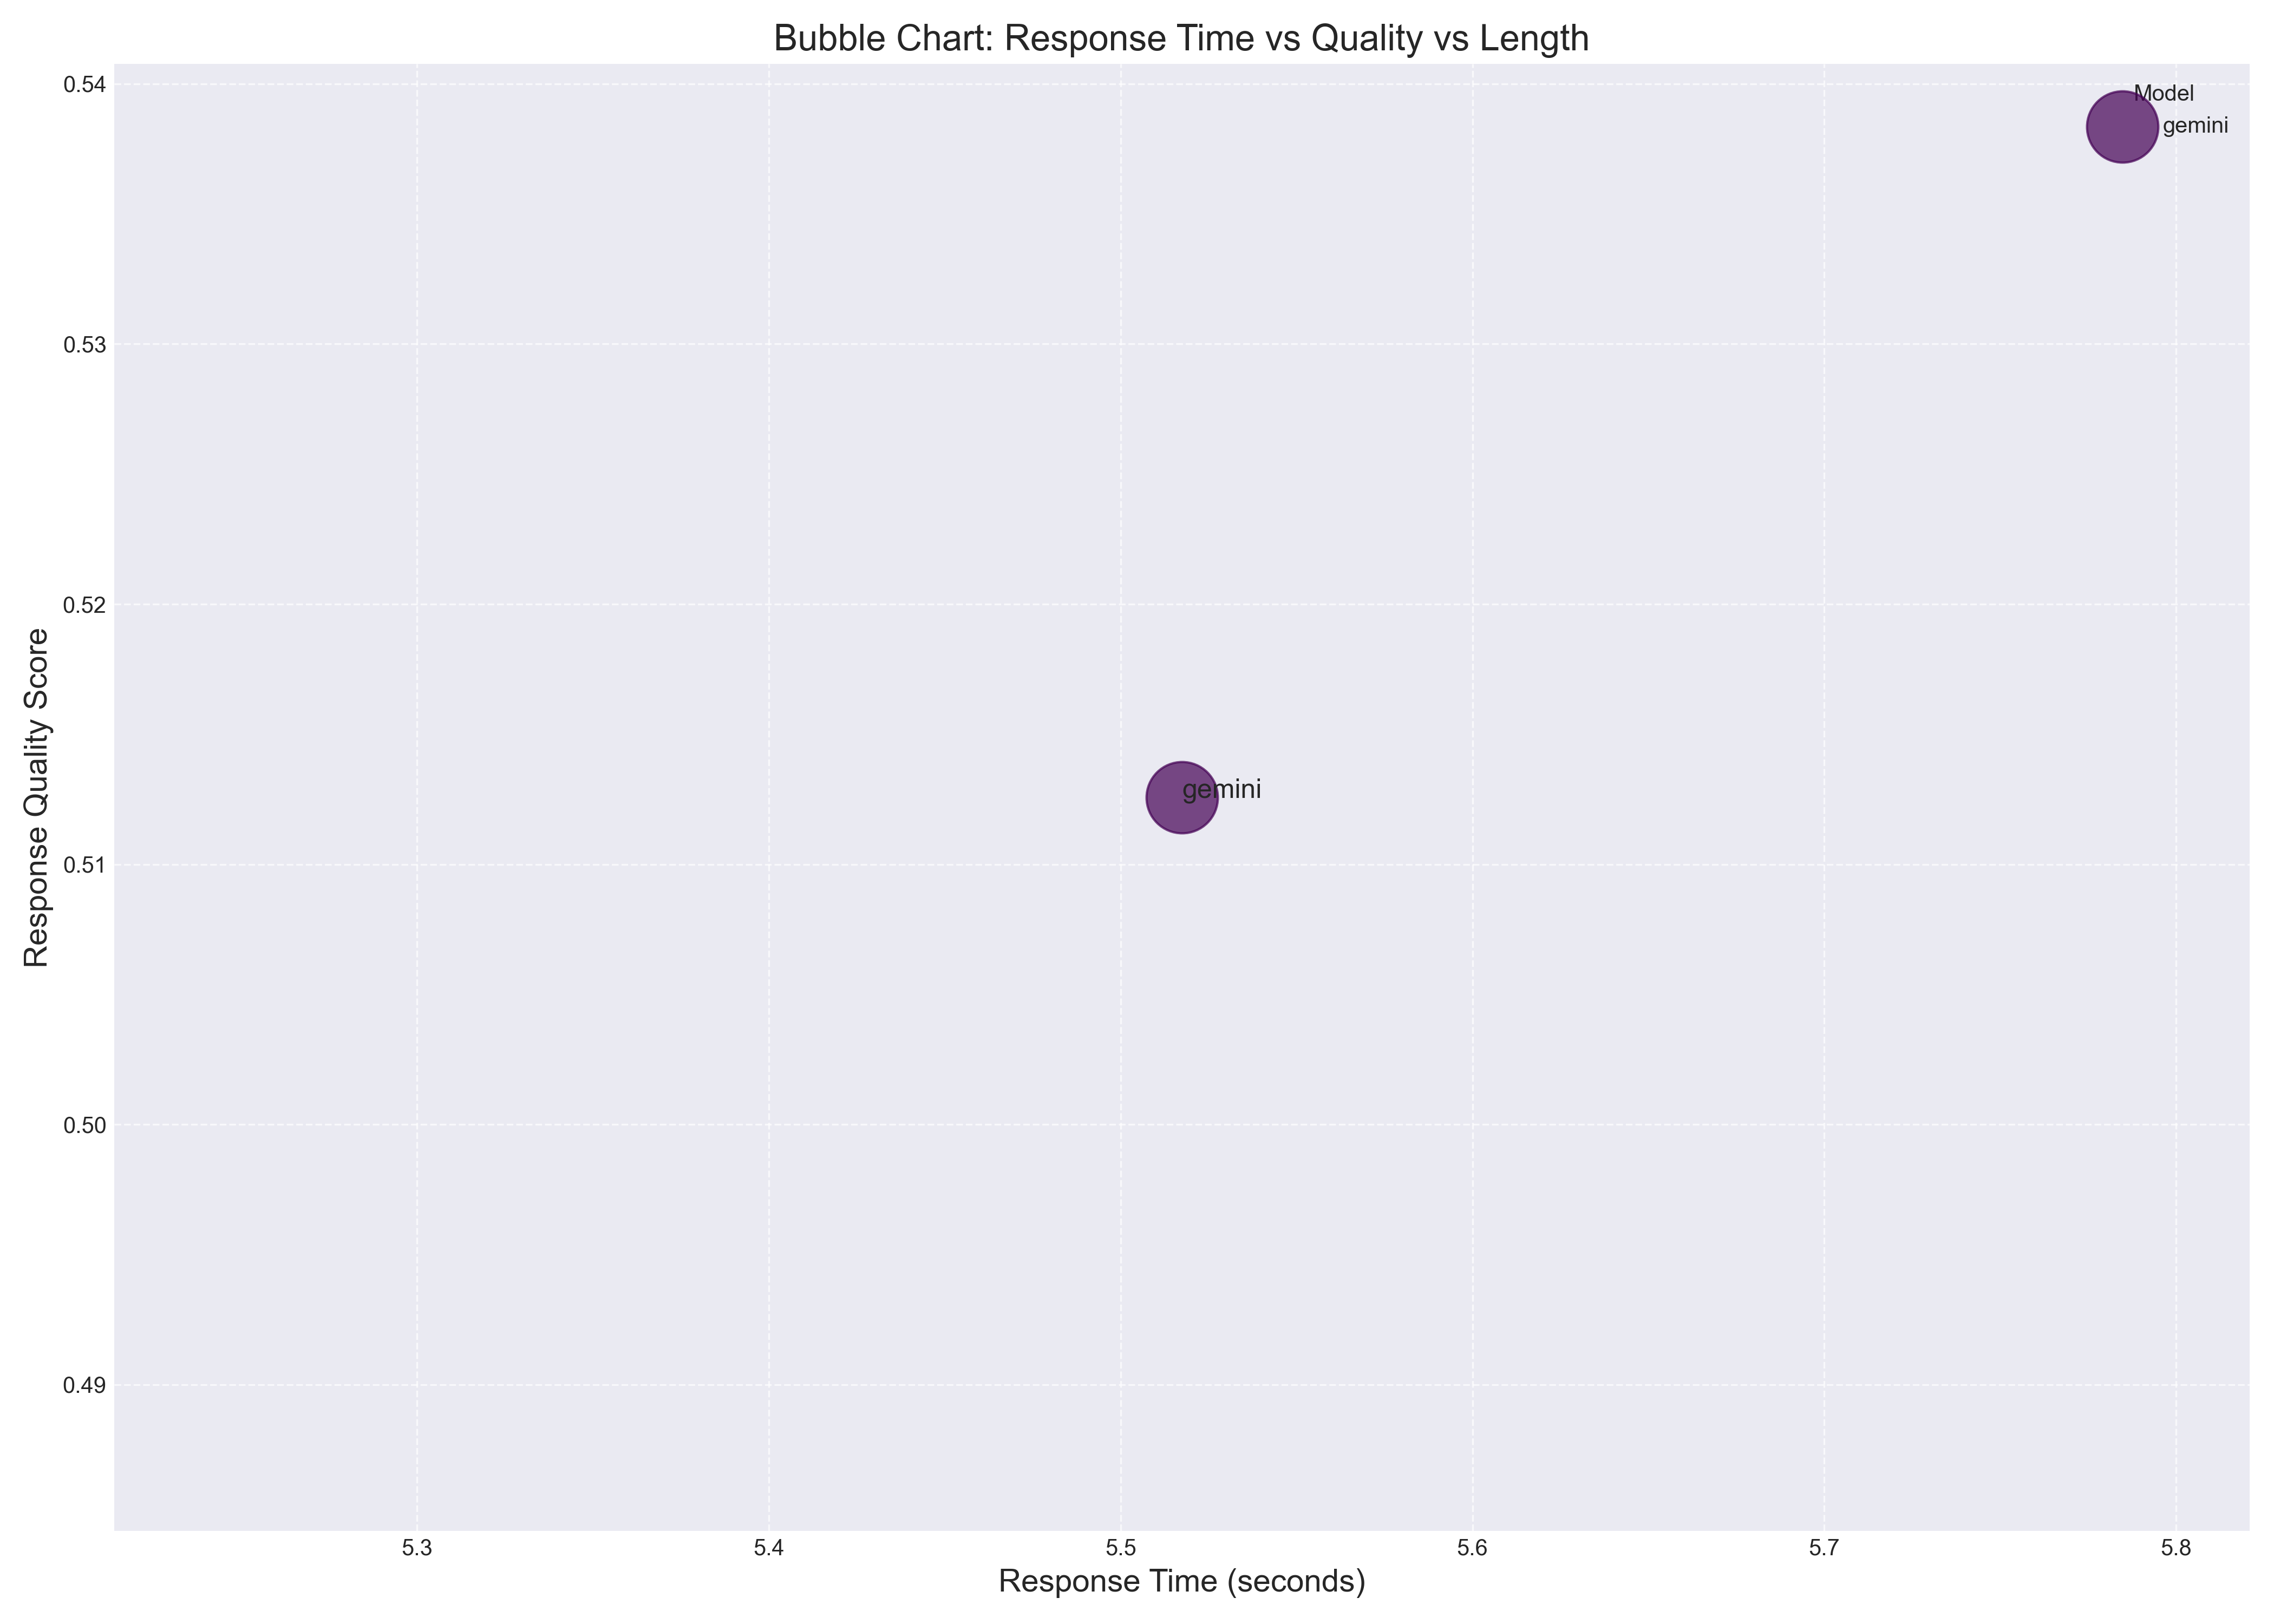 Bubble Chart: Response Time vs Quality vs Length
0.54
0.53
0.52
0.51
0.50
0.49
Response Quality Score
Model
gemini
gemini
5.3
5.4
5.5
5.6
5.7
5.8
Response Time (seconds)